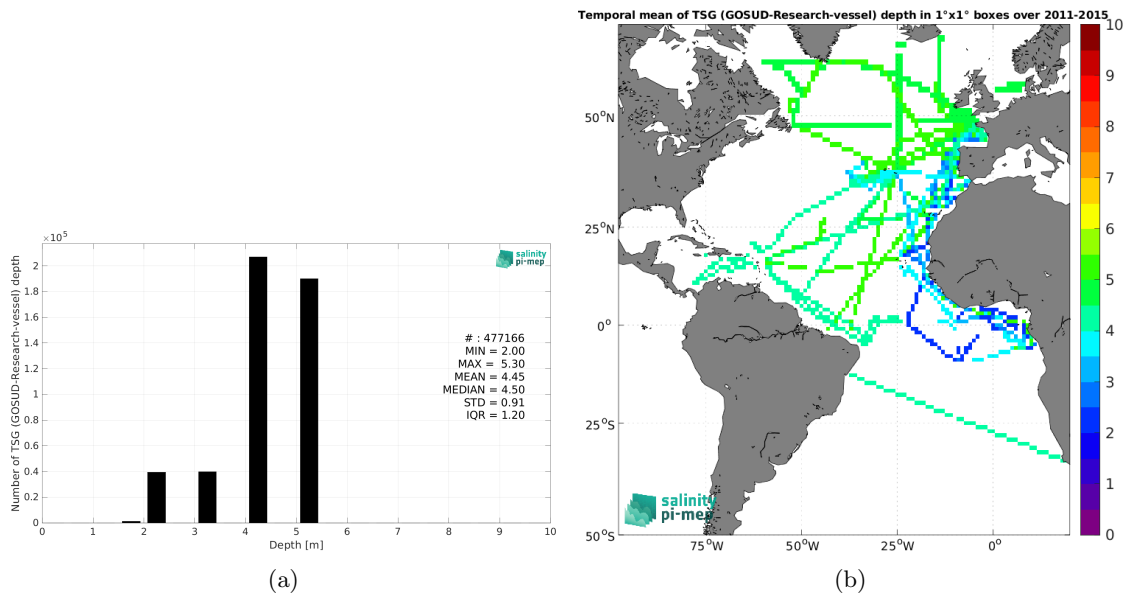 ×10⁵
2
1.8
1.6
1.4
1.2
1
0.8
0.6
0.4
0.2
0
Number of TSG (GOSUD-Research-vessel) depth
salinity
pi-mep
# : 477166
MIN = 2.00
MAX = 5.30
MEAN = 4.45
MEDIAN = 4.50
STD = 0.91
IQR = 1.20
0 1 2 3 4 5 6 7 8 9 10
Depth [m]
(a)
Temporal mean of TSG (GOSUD-Research-vessel) depth in 1°x1° boxes over 2011-2015
50°N
25°N
0°
25°S
50°S
75°W 50°W 25°W 0°
salinity
pi-mep
10
9
8
7
6
5
4
3
2
1
0
(b)